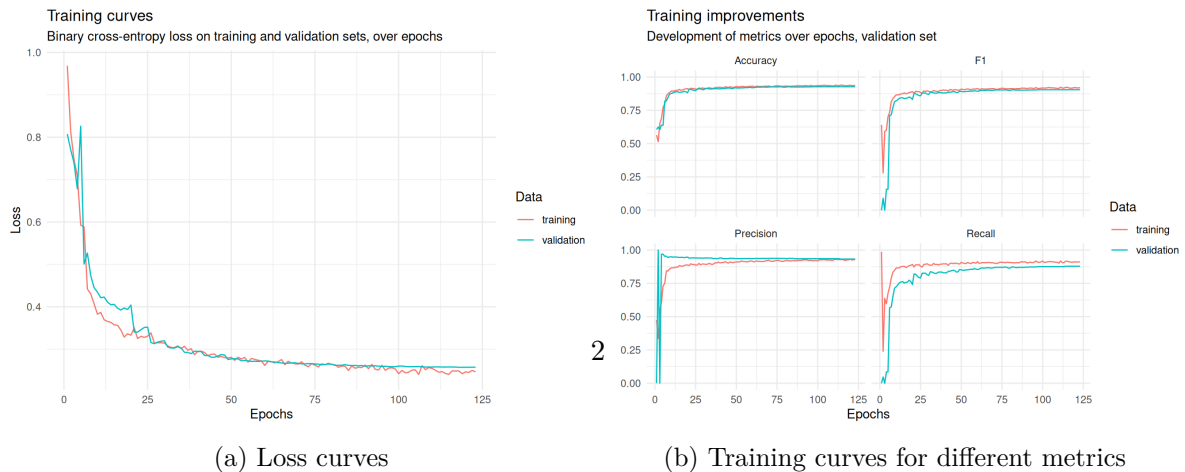 Training curves
Binary cross-entropy loss on training and validation sets, over epochs
1.0
0.8
0.6
0.4
Loss
0 25 50 75 100 125
Epochs
Data
training
validation
(a) Loss curves
Training improvements
Development of metrics over epochs, validation set
Accuracy F1
1.00
0.75
0.50
0.25
0.00
Precision Recall
1.00
0.75
0.50
0.25
0.00
2
0 25 50 75 100 125 0 25 50 75 100 125
Epochs
Data
training
validation
(b) Training curves for different metrics